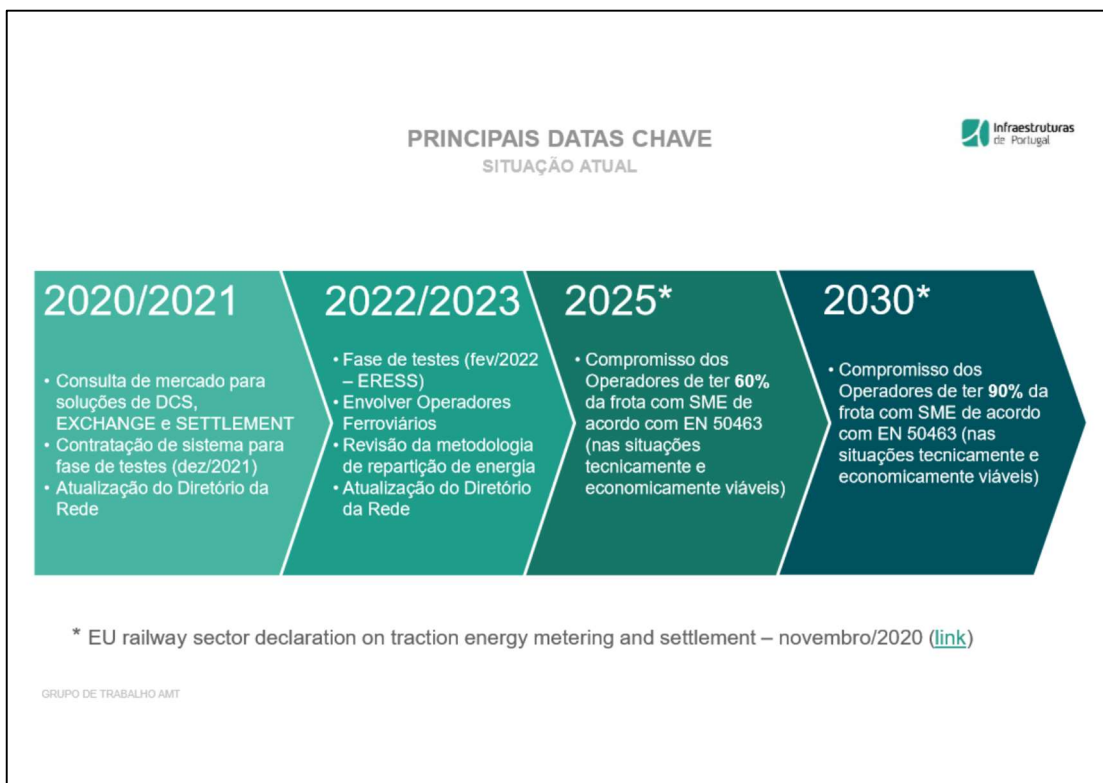 PRINCIPAIS DATAS CHAVE
SITUAÇÃO ATUAL
Infraestruturas
de Portugal
2020/2021
• Consulta de mercado para
soluções de DCS,
EXCHANGE e SETTLEMENT
• Contratação de sistema para
fase de testes (dez/2021)
• Atualização do Diretório da
Rede
2022/2023
• Fase de testes (fev/2022
– ERESS)
• Envolver Operadores
Ferroviários
• Revisão da metodologia
de repartição de energia
• Atualização do Diretório
da Rede
2025*
• Compromisso dos
Operadores de ter 60%
da frota com SME de
acordo com EN 50463
(nas situações
tecnicamente e
economicamente viáveis)
2030*
• Compromisso dos
Operadores de ter 90% da
frota com SME de acordo
com EN 50463 (nas
situações tecnicamente e
economicamente viáveis)
* EU railway sector declaration on traction energy metering and settlement – novembro/2020 (link)
GRUPO DE TRABALHO AMT